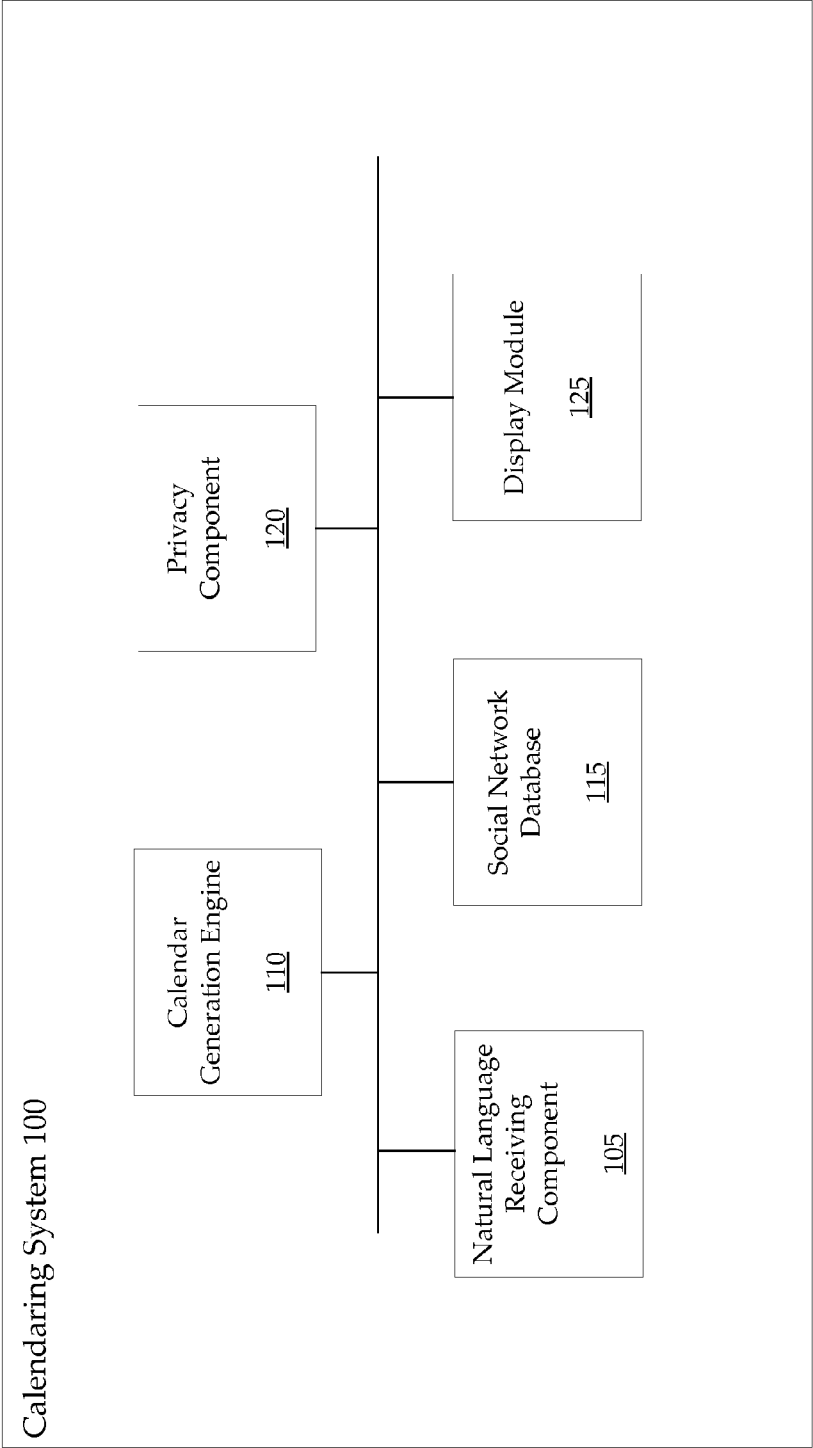 Calendaring System 100
Calendar
Generation Engine
110
Privacy
Component
120
Natural Language
Receiving
Component
105
Social Network
Database
115
Display Module
125